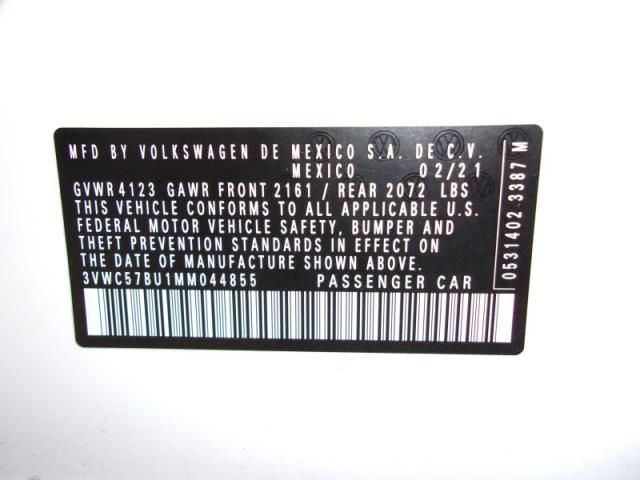 MFD BY VOLKSWAGEN DE MEXICO S.A. DE C.V.
MEXICO 02/21
GVWR 4123 GAWR FRONT 2161 / REAR 2072 LBS
THIS VEHICLE CONFORMS TO ALL APPLICABLE U.S.
FEDERAL MOTOR VEHICLE SAFETY, BUMPER AND
THEFT PREVENTION STANDARDS IN EFFECT ON
THE DATE OF MANUFACTURE SHOWN ABOVE.
3VWC57BU1MM044855 PASSENGER CAR
0531402 3387 M